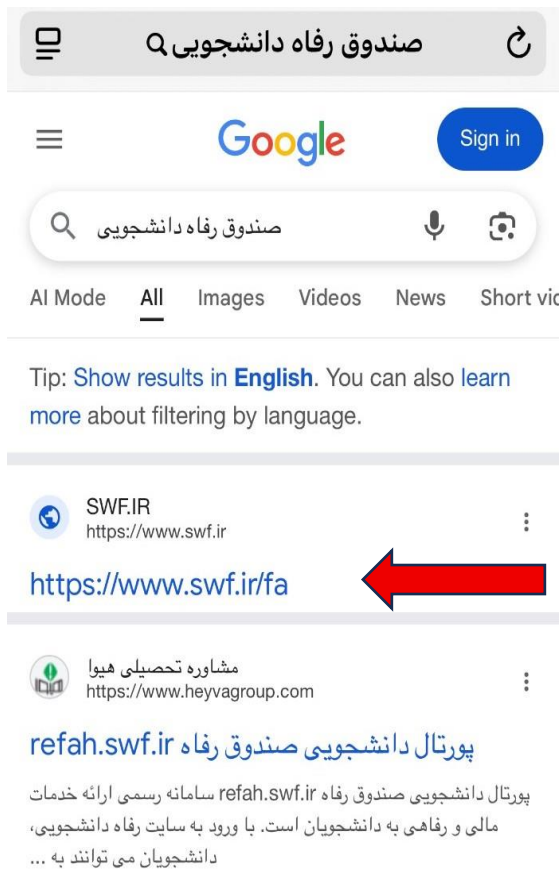 صندوق رفاه دانشجویی
Google
Sign in
صندوق رفاه دانشجویی
AI Mode All Images Videos News Short vid
Tip: Show results in English. You can also learn
more about filtering by language.
SWF.IR
https://www.swf.ir
https://www.swf.ir/fa
مشاوره تحصیلی هیوا
https://www.heyvagroup.com
پورتال دانشجویی صندوق رفاه refah.swf.ir
پورتال دانشجویی صندوق رفاه refah.swf.ir سامانه رسمی ارائه خدمات
مالی و رفاهی به دانشجویان است. با ورود به سایت رفاه دانشجویی،
دانشجویان می توانند به ...